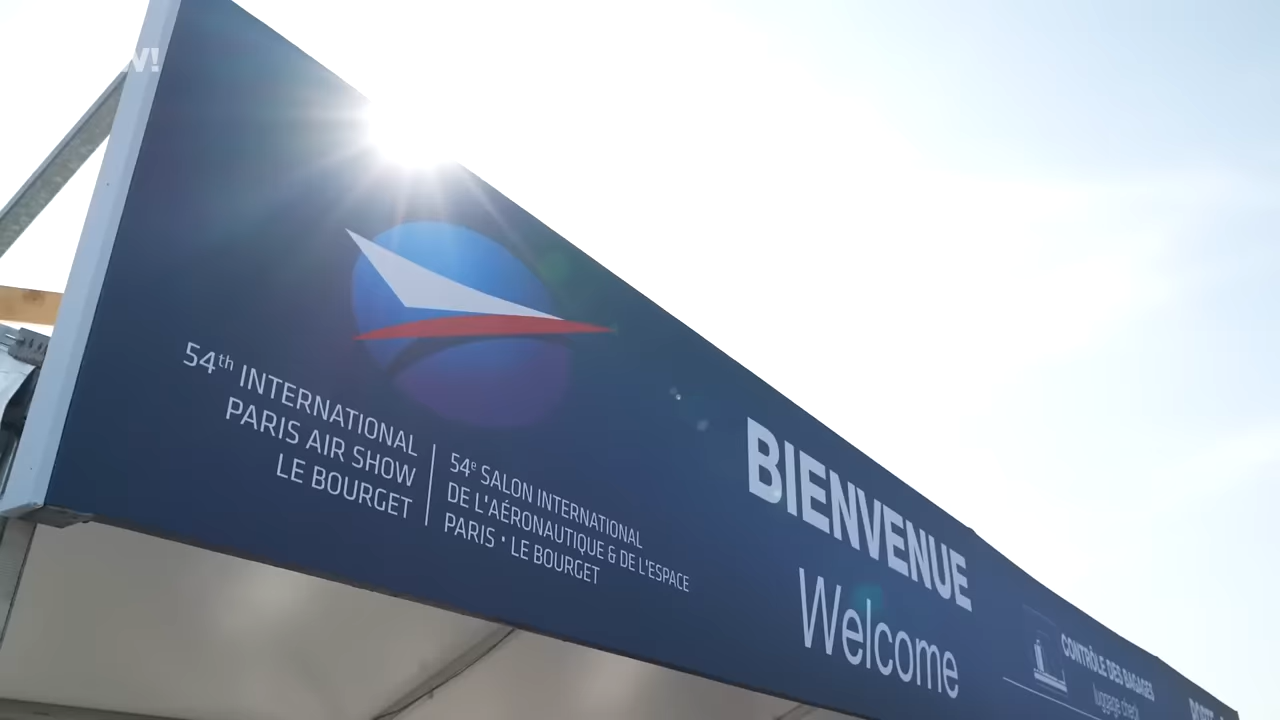 54th INTERNATIONAL
PARIS AIR SHOW
LE BOURGET
54e SALON INTERNATIONAL
DE L'AÉRONAUTIQUE & DE L'ESPACE
PARIS • LE BOURGET
BIENVENUE
Welcome
CONTRÔLE DES BAGAGES
luggage check